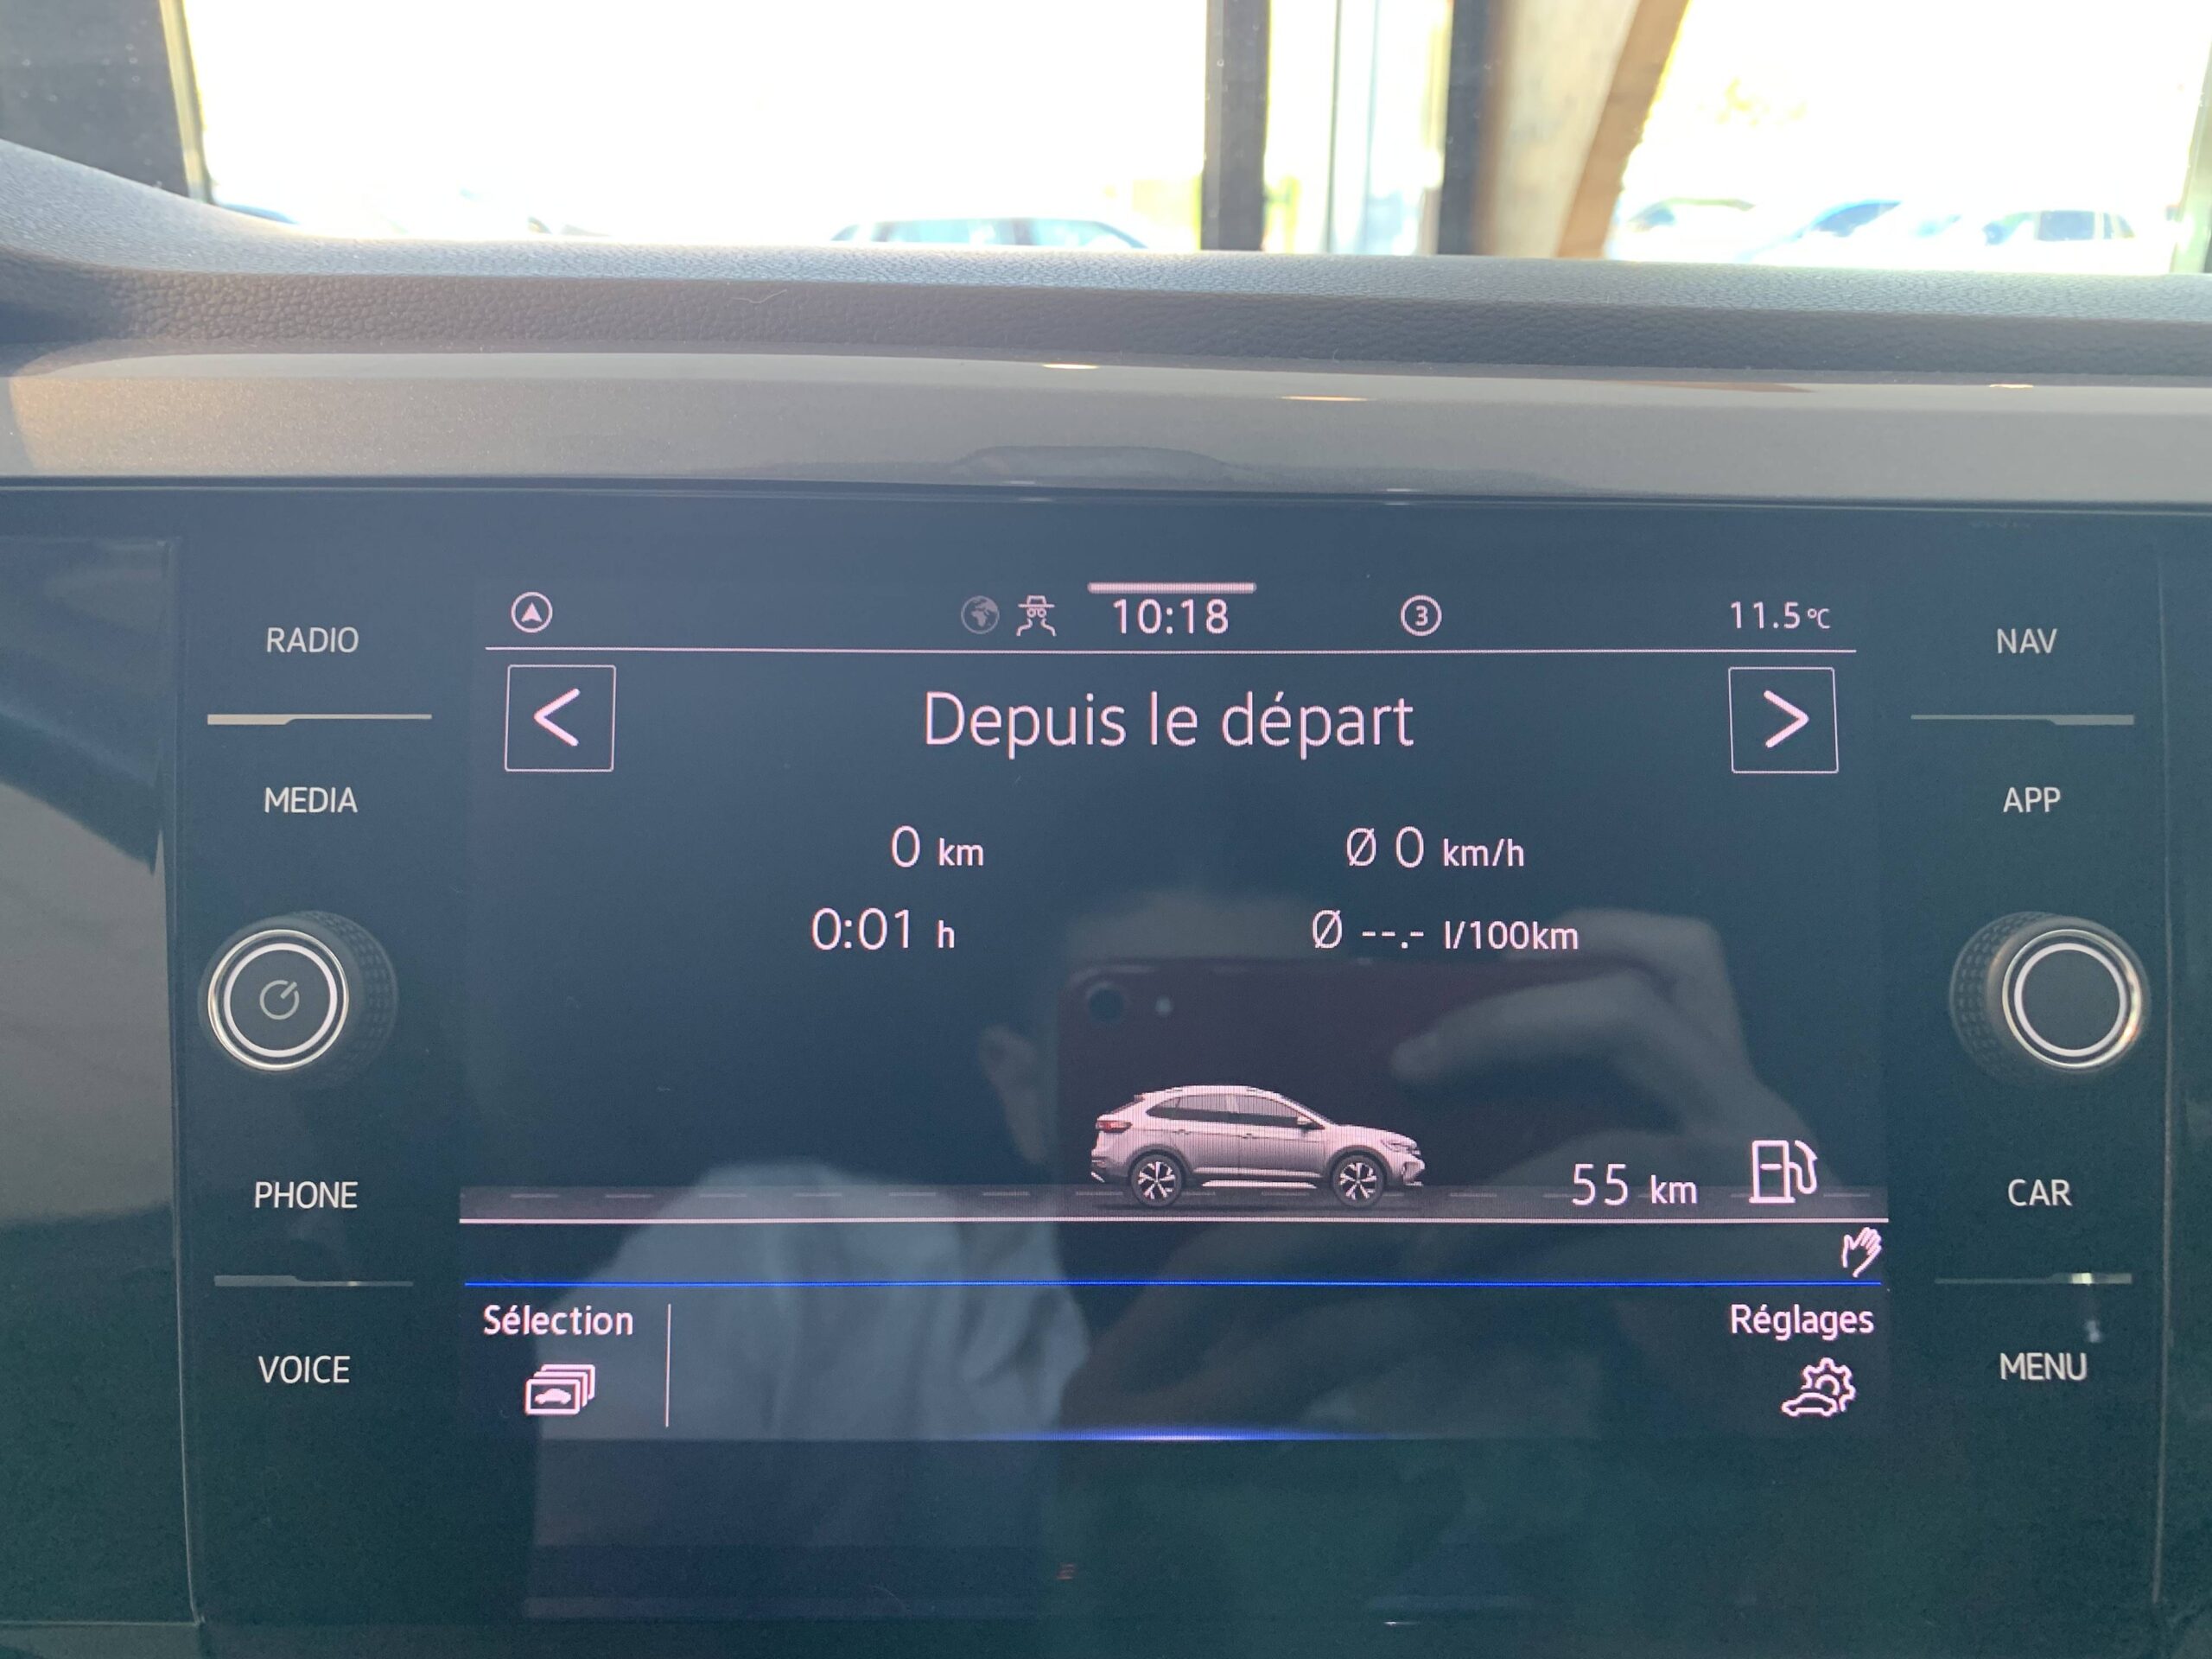 10:18 3 11.5°C
RADIO NAV
< Depuis le départ >
MEDIA APP
0 km Ø 0 km/h
0:01 h Ø --.- l/100km
55 km
PHONE CAR
Sélection Réglages
VOICE MENU